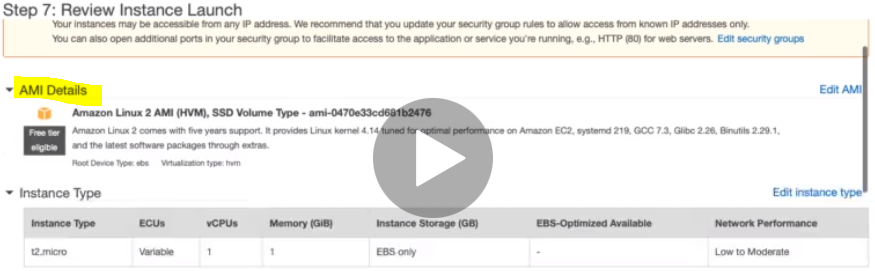 Step 7: Review Instance Launch
Your instances may be accessible from any IP address. We recommend that you update your security group rules to allow access from known IP addresses only.
You can also open additional ports in your security group to facilitate access to the application or service you're running, e.g., HTTP (80) for web servers. Edit security groups
AMI Details Edit AMI
Amazon Linux 2 AMI (HVM), SSD Volume Type - ami-0470e33cd681b2476
Free tier eligible
Amazon Linux 2 comes with five years support. It provides Linux kernel 4.14 tuned for optimal performance on Amazon EC2, systemd 219, GCC 7.3, Glibc 2.26, Binutils 2.29.1,
and the latest software packages through extras.
Root Device Type: ebs Virtualization type: hvm
Instance Type Edit instance type
Instance Type ECUs vCPUs Memory (GiB) Instance Storage (GB) EBS-Optimized Available Network Performance
t2.micro Variable 1 1 EBS only - Low to Moderate